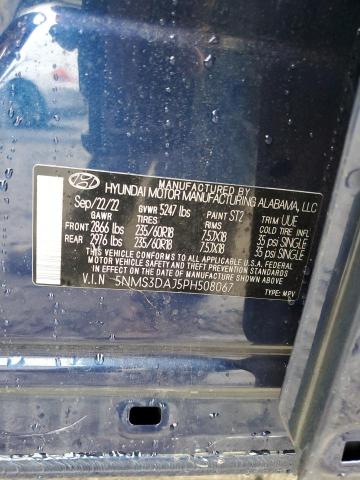 MANUFACTURED BY
HYUNDAI MOTOR MANUFACTURING ALABAMA, LLC
Sep/22/22 GVWR 5247 lbs PAINT ST2 TRIM UUE
GAWR TIRE RIMS COLD TIRE INFL.
FRONT 2866 lbs 235/60R18 7.5JX18 35 psi SINGLE
REAR 2976 lbs 235/60R18 7.5JX18 35 psi SINGLE
THIS VEHICLE CONFORMS TO ALL APPLICABLE U.S.A. FEDERAL
MOTOR VEHICLE SAFETY AND THEFT PREVENTION STANDARDS
IN EFFECT ON THE DATE OF MANUFACTURE SHOWN ABOVE.
V.I.N 5NMS3DAJ5PH508067 TYPE: MPV